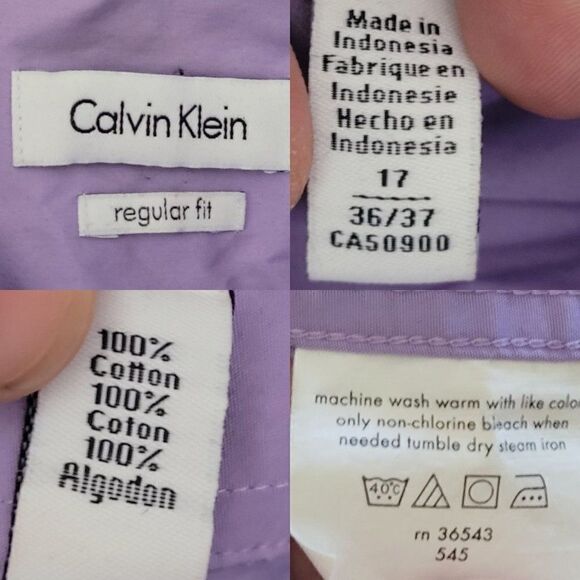 Calvin Klein
regular fit
Made in
Indonesia
Fabrique en
Indonesie
Hecho en
Indonesia
17
36/37
CA50900
100%
Cotton
100%
Coton
100%
Algodon
machine wash warm with like colo
only non-chlorine bleach when
needed tumble dry steam iron
40°C
rn 36543
545